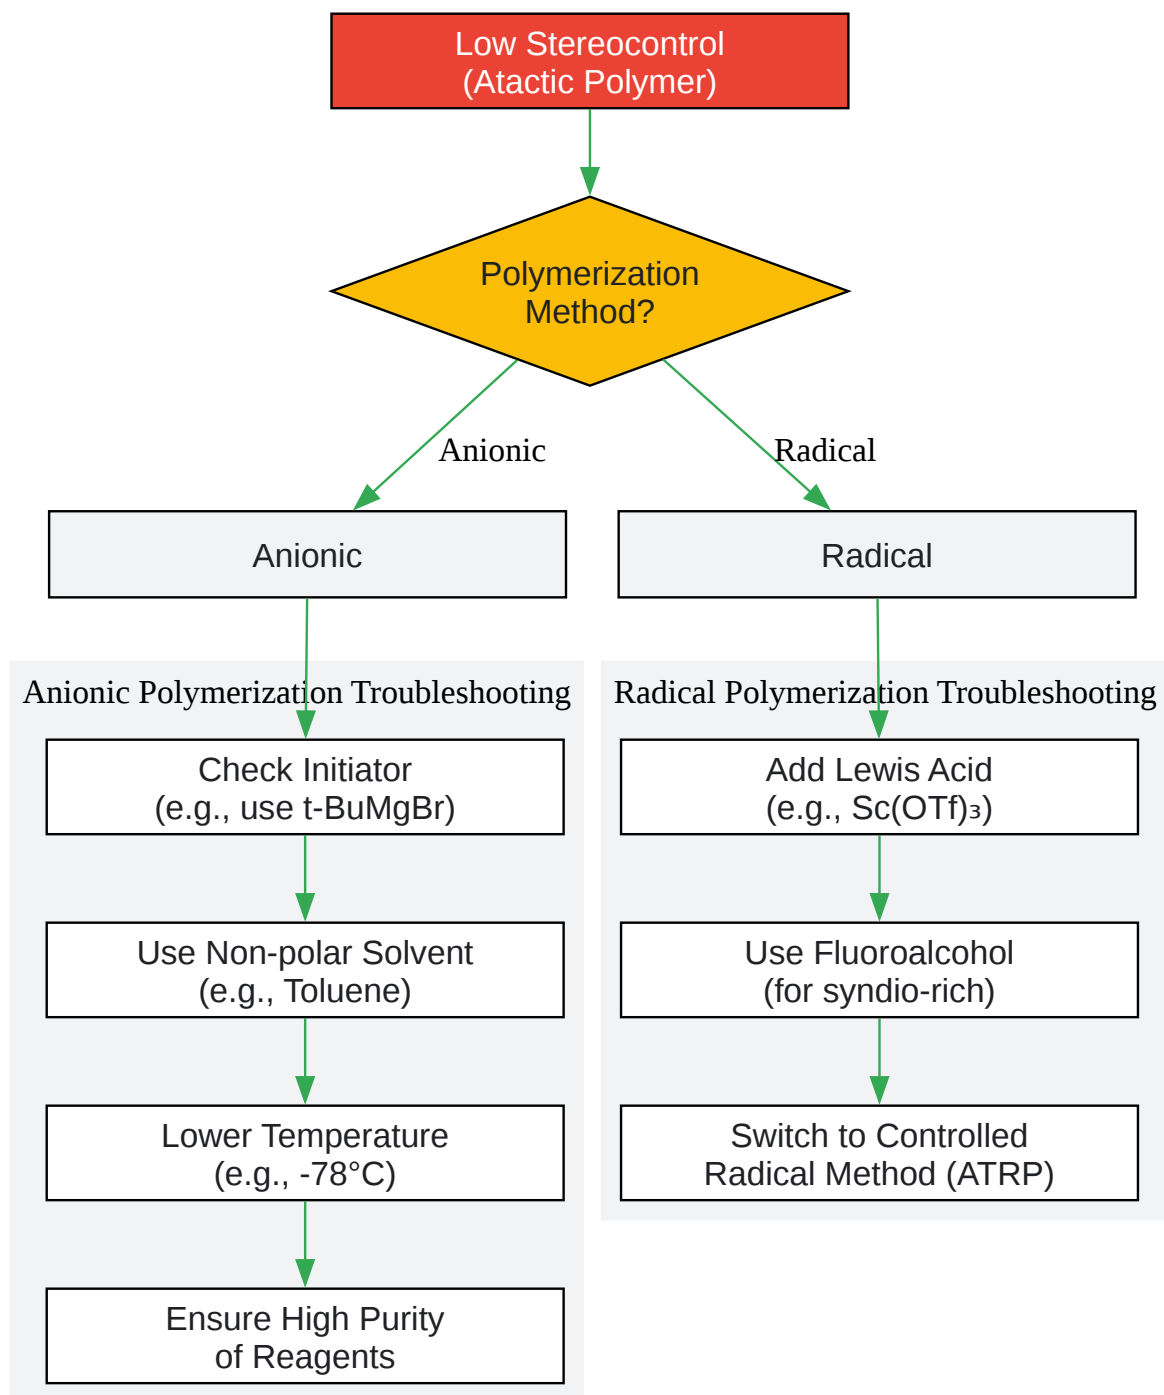 Low Stereocontrol
(Atactic Polymer)
Polymerization
Method?
Anionic
Radical
Anionic
Radical
Anionic Polymerization Troubleshooting
Check Initiator
(e.g., use t-BuMgBr)
Use Non-polar Solvent
(e.g., Toluene)
Lower Temperature
(e.g., -78°C)
Ensure High Purity
of Reagents
Radical Polymerization Troubleshooting
Add Lewis Acid
(e.g., Sc(OTf)₃)
Use Fluoroalcohol
(for syndio-rich)
Switch to Controlled
Radical Method (ATRP)